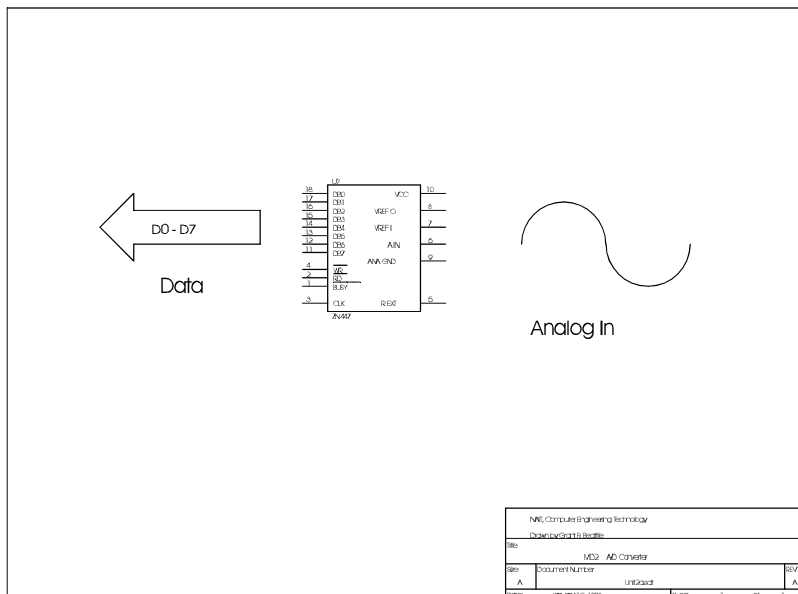 U?
18 DB0 VCC 10
17 DB1
16 DB2 VREF O 8
15 DB3
14 DB4 VREF I 7
13 DB5
12 DB6 A IN 6
11 DB7
ANA GND 9
4 WR
2 RD
1 BUSY
3 CLK R EXT 5
ZN447
D0 - D7
Data
Analog In
NAIT, Computer Engineering Technology
Drawn by Grant B. Beattie
Title
MD2 A/D Converter
Size Document Number REV
A A